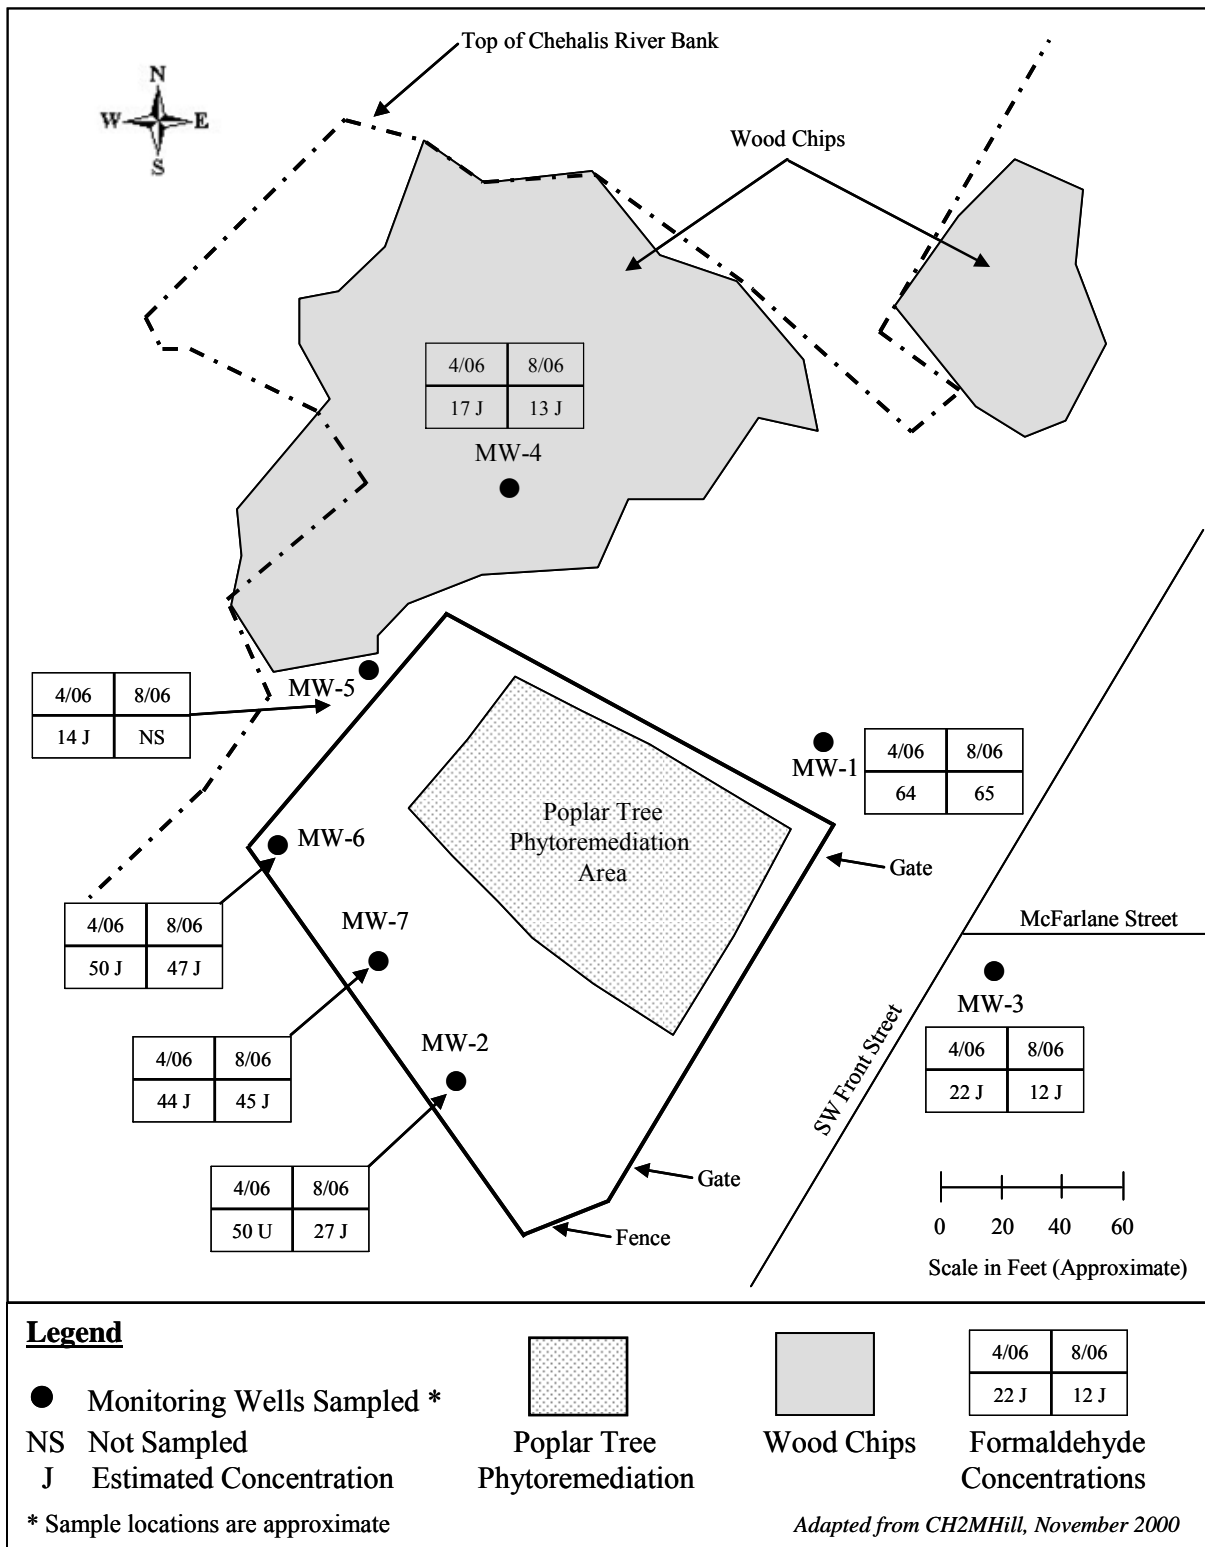 Top of Chehalis River Bank
N
W E
S
Wood Chips
4/06 8/06
17 J 13 J
MW-4
MW-5
4/06 8/06
14 J NS
MW-1
4/06 8/06
64 65
Poplar Tree
Phytoremediation
Area
MW-6
Gate
4/06 8/06
50 J 47 J
MW-7
McFarlane Street
MW-3
4/06 8/06
22 J 12 J
SW Front Street
4/06 8/06
44 J 45 J
MW-2
4/06 8/06
50 U 27 J
Gate
Fence
0 20 40 60
Scale in Feet (Approximate)
Legend
Monitoring Wells Sampled *
NS Not Sampled
J Estimated Concentration
* Sample locations are approximate
Poplar Tree
Phytoremediation
Wood Chips
4/06 8/06
22 J 12 J
Formaldehyde
Concentrations
Adapted from CH2MHill, November 2000